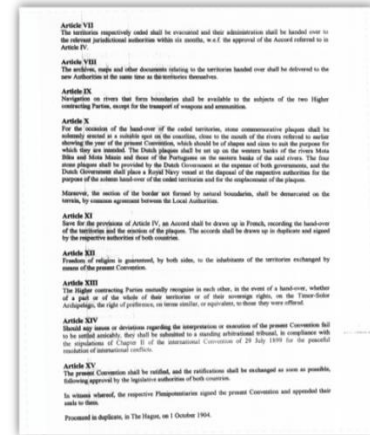 Article VII
The territories respectively ceded shall be evacuated and their administration shall be handed over to
the relevant jurisdictional authorities within six months, w.e.f. the approval of the Accord referred to in
Article IV.
Article VIII
The archives, maps and other documents relating to the territories handed over shall be delivered to the
new Authorities at the same time as the territories themselves.
Article IX
Navigation on rivers that form boundaries shall be available to the subjects of the two Higher
contracting Parties, except for the transport of weapons and ammunition.
Article X
For the occasion of the hand-over of the ceded territories, stone commemorative plaques shall be
solemnly erected at a suitable spot on the coastline, close to the mouth of the rivers referred to earlier
showing the year of the present Convention, which should be of shapes and sizes to suit the purpose for
which they are intended. The Dutch plaques shall be set up on the western banks of the rivers Mota
Biku and Mota Masin and those of the Portuguese on the eastern banks of the said rivers. The four
stone plaques shall be provided by the Dutch Government at the expense of both governments, and the
Dutch Government shall place a Royal Navy vessel at the disposal of the respective authorities for the
purpose of the solemn hand-over of the ceded territories and for the emplacement of the plaques.
Moreover, the section of the border not formed by natural boundaries, shall be demarcated on the
terrain, by common agreement between the Local Authorities.
Article XI
Save for the provisions of Article IV, an Accord shall be drawn up in French, recording the hand-over
of the territories and the erection of the plaques. The accords shall be drawn up in duplicate and signed
by the respective authorities of both countries.
Article XII
Freedom of religion is guaranteed, by both sides, to the inhabitants of the territories exchanged by
means of the present Convention.
Article XIII
The Higher contracting Parties mutually recognize in each other, in the event of a hand-over, whether
of a part or of the whole of their territories or of their sovereign rights, on the Timor-Solor
Archipelago, the right of preference, on terms similar, or equivalent, to those they were offered.
Article XIV
Should any issues or deviations regarding the interpretation or execution of the present Convention fail
to be settled amicably, they shall be submitted to a standing arbitrational tribunal, in compliance with
the stipulations of Chapter II of the international Convention of 29 July 1899 for the peaceful
resolution of international conflicts.
Article XV
The present Convention shall be ratified, and the ratifications shall be exchanged as soon as possible,
following approval by the legislative authorities of both countries.
In witness whereof, the respective Plenipotentiaries signed the present Convention and appended their
seals to them.
Processed in duplicate, in The Hague, on 1 October 1904.